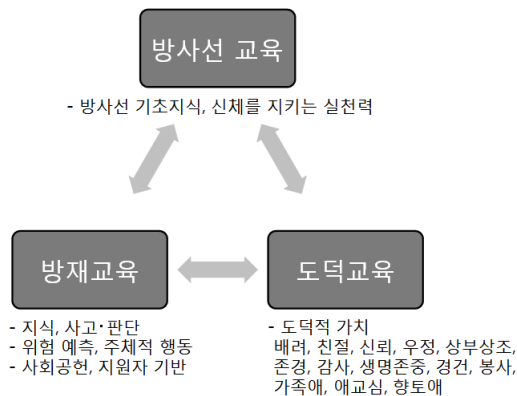 방사선 교육
- 방사선 기초지식, 신체를 지키는 실천력
방재교육
- 지식, 사고·판단
- 위험 예측, 주체적 행동
- 사회공헌, 지원자 기반
도덕교육
- 도덕적 가치
배려, 친절, 신뢰, 우정, 상부상조,
존경, 감사, 생명존중, 경건, 봉사,
가족애, 애교심, 향토애